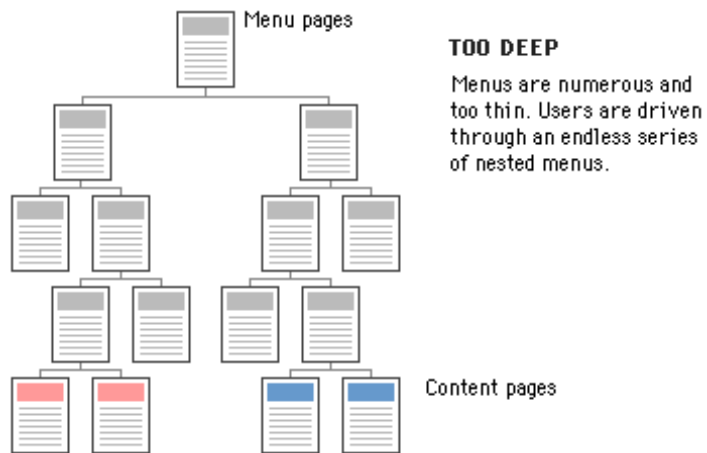 Menu pages
TOO DEEP
Menus are numerous and
too thin. Users are driven
through an endless series
of nested menus.
Content pages